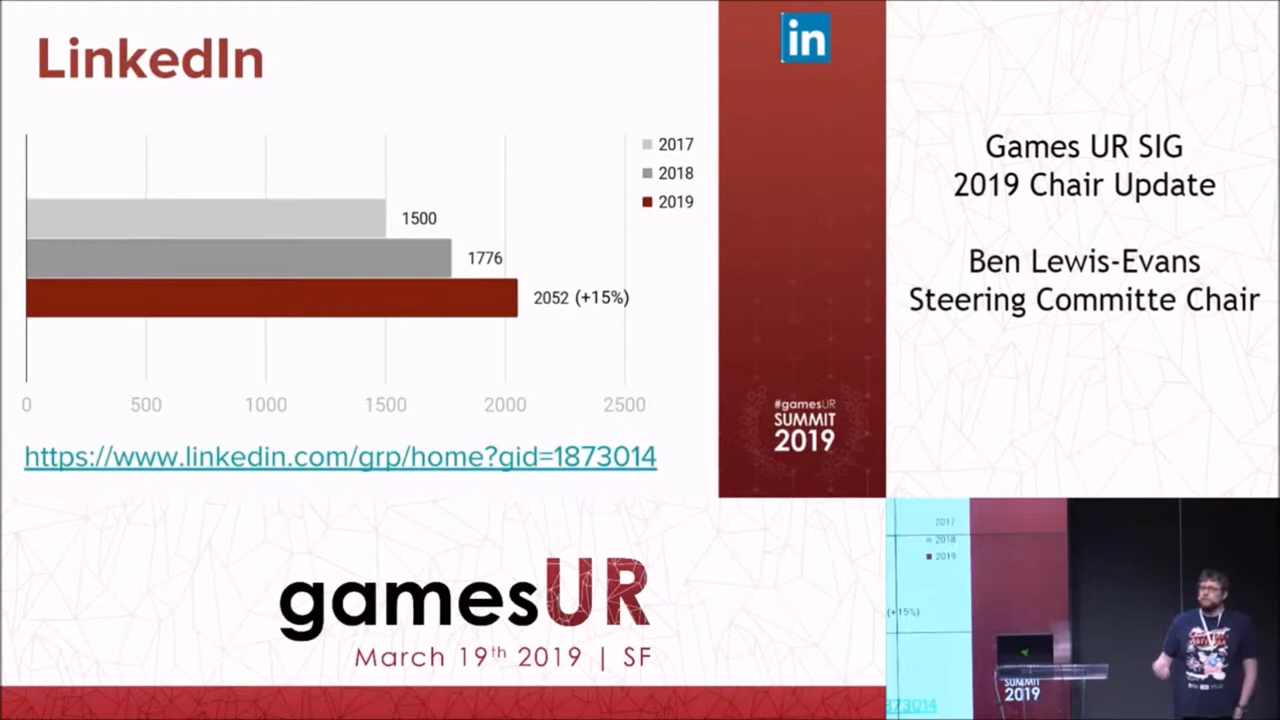 LinkedIn
2017
2018
2019
1500
1776
2052 (+15%)
0 500 1000 1500 2000 2500
https://www.linkedin.com/grp/home?gid=1873014
in
#gamesUR
SUMMIT
2019
Games UR SIG
2019 Chair Update
Ben Lewis-Evans
Steering Committe Chair
gamesUR
March 19th 2019 | SF
2017
2018
2019
(+15%)
SUMMIT
2019
873014